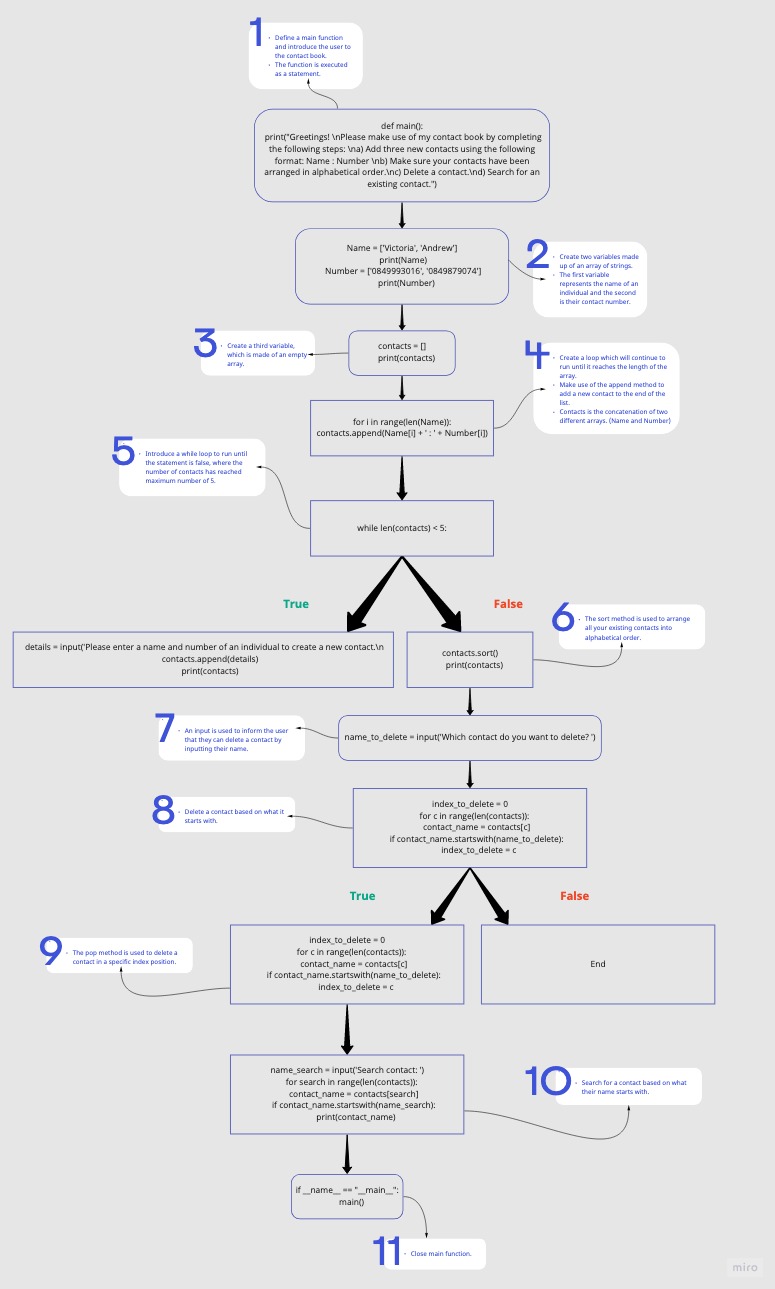 1
· Define a main function
and introduce the user to
the contact book.
· The function is executed
as a statement.
def main():
print("Greetings! \nPlease make use of my contact book by completing
the following steps: \na) Add three new contacts using the following
format: Name : Number \nb) Make sure your contacts have been
arranged in alphabetical order.\nc) Delete a contact.\nd) Search for an
existing contact.")
Name = ['Victoria', 'Andrew']
print(Name)
Number = ['0849993016', '0849879074']
print(Number)
2
· Create two variables made
up of an array of strings.
· The first variable
represents the name of an
individual and the second
is their contact number.
3
· Create a third variable,
which is made of an empty
array.
contacts = []
print(contacts)
4
· Create a loop which will continue to
run until it reaches the length of the
array.
· Make use of the append method to
add a new contact to the end of the
list.
· Contacts is the concatenation of two
different arrays. (Name and Number)
for i in range(len(Name)):
contacts.append(Name[i] + ' : ' + Number[i])
5
· Introduce a while loop to run until
the statement is false, where the
number of contacts has reached
maximum number of 5.
while len(contacts) < 5:
True
False
details = input('Please enter a name and number of an individual to create a new contact.\n
contacts.append(details)
print(contacts)
contacts.sort()
print(contacts)
6
· The sort method is used to arrange
all your existing contacts into
alphabetical order.
7
· An input is used to inform the user
that they can delete a contact by
inputting their name.
name_to_delete = input('Which contact do you want to delete? ')
8
· Delete a contact based on what it
starts with.
index_to_delete = 0
for c in range(len(contacts)):
contact_name = contacts[c]
if contact_name.startswith(name_to_delete):
index_to_delete = c
True
False
9
· The pop method is used to delete a
contact in a specific index position.
index_to_delete = 0
for c in range(len(contacts)):
contact_name = contacts[c]
if contact_name.startswith(name_to_delete):
index_to_delete = c
End
name_search = input('Search contact: ')
for search in range(len(contacts)):
contact_name = contacts[search]
if contact_name.startswith(name_search):
print(contact_name)
10
· Search for a contact based on what
their name starts with.
if __name__ == "__main__":
main()
11
· Close main function.
miro